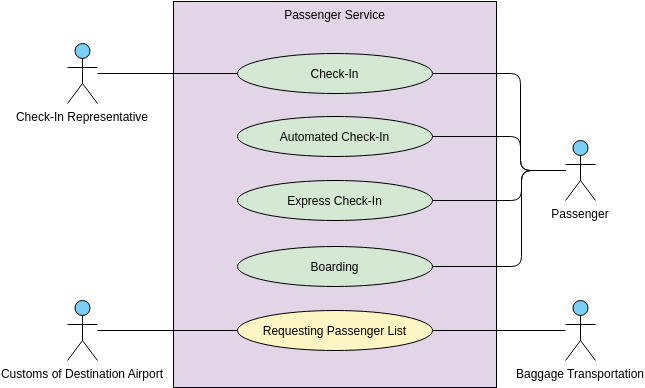 Passenger Service
Check-In
Check-In Representative
Automated Check-In
Express Check-In
Passenger
Boarding
Requesting Passenger List
Customs of Destination Airport
Baggage Transportation